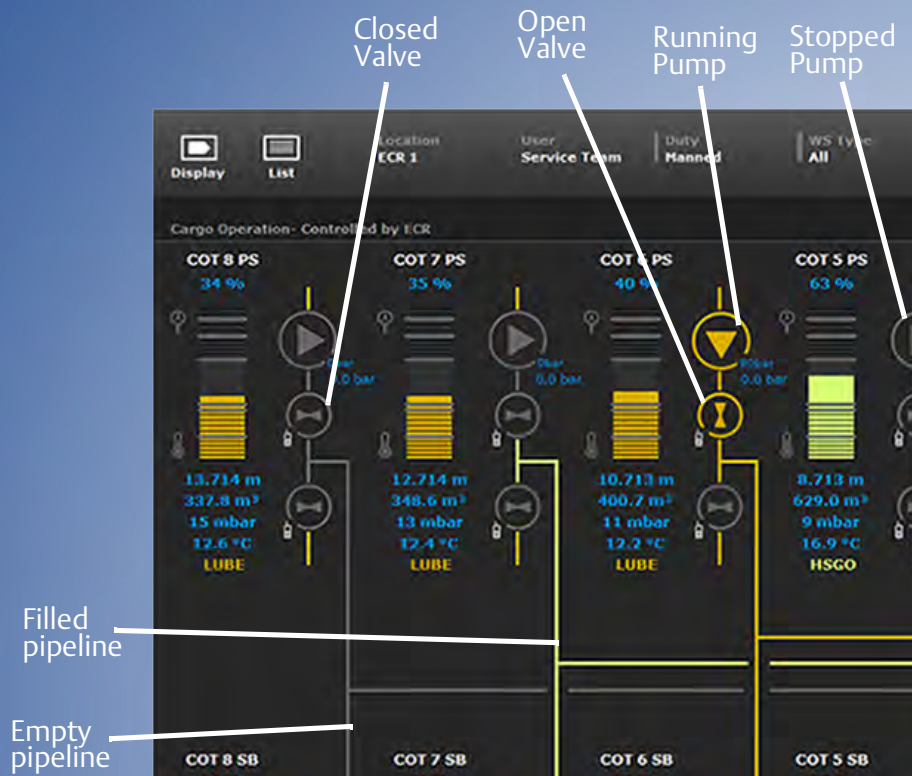 Closed
Valve
Open
Valve
Running
Pump
Stopped
Pump
Display
List
Location
ECR 1
User
Service Team
Duty
Manned
WS Type
All
Cargo Operation- Controlled by ECR
COT 8 PS
34 %
0bar
0.0 bar
13.714 m
337.8 m³
15 mbar
12.6 °C
LUBE
COT 7 PS
35 %
0bar
0.0 bar
12.714 m
348.6 m³
13 mbar
12.4 °C
LUBE
COT 6 PS
40 %
0.0 bar
10.713 m
400.7 m³
11 mbar
12.2 °C
LUBE
COT 5 PS
63 %
8.713 m
629.0 m³
9 mbar
16.9 °C
HSGO
Filled
pipeline
Empty
pipeline
COT 8 SB
COT 7 SB
COT 6 SB
COT 5 SB